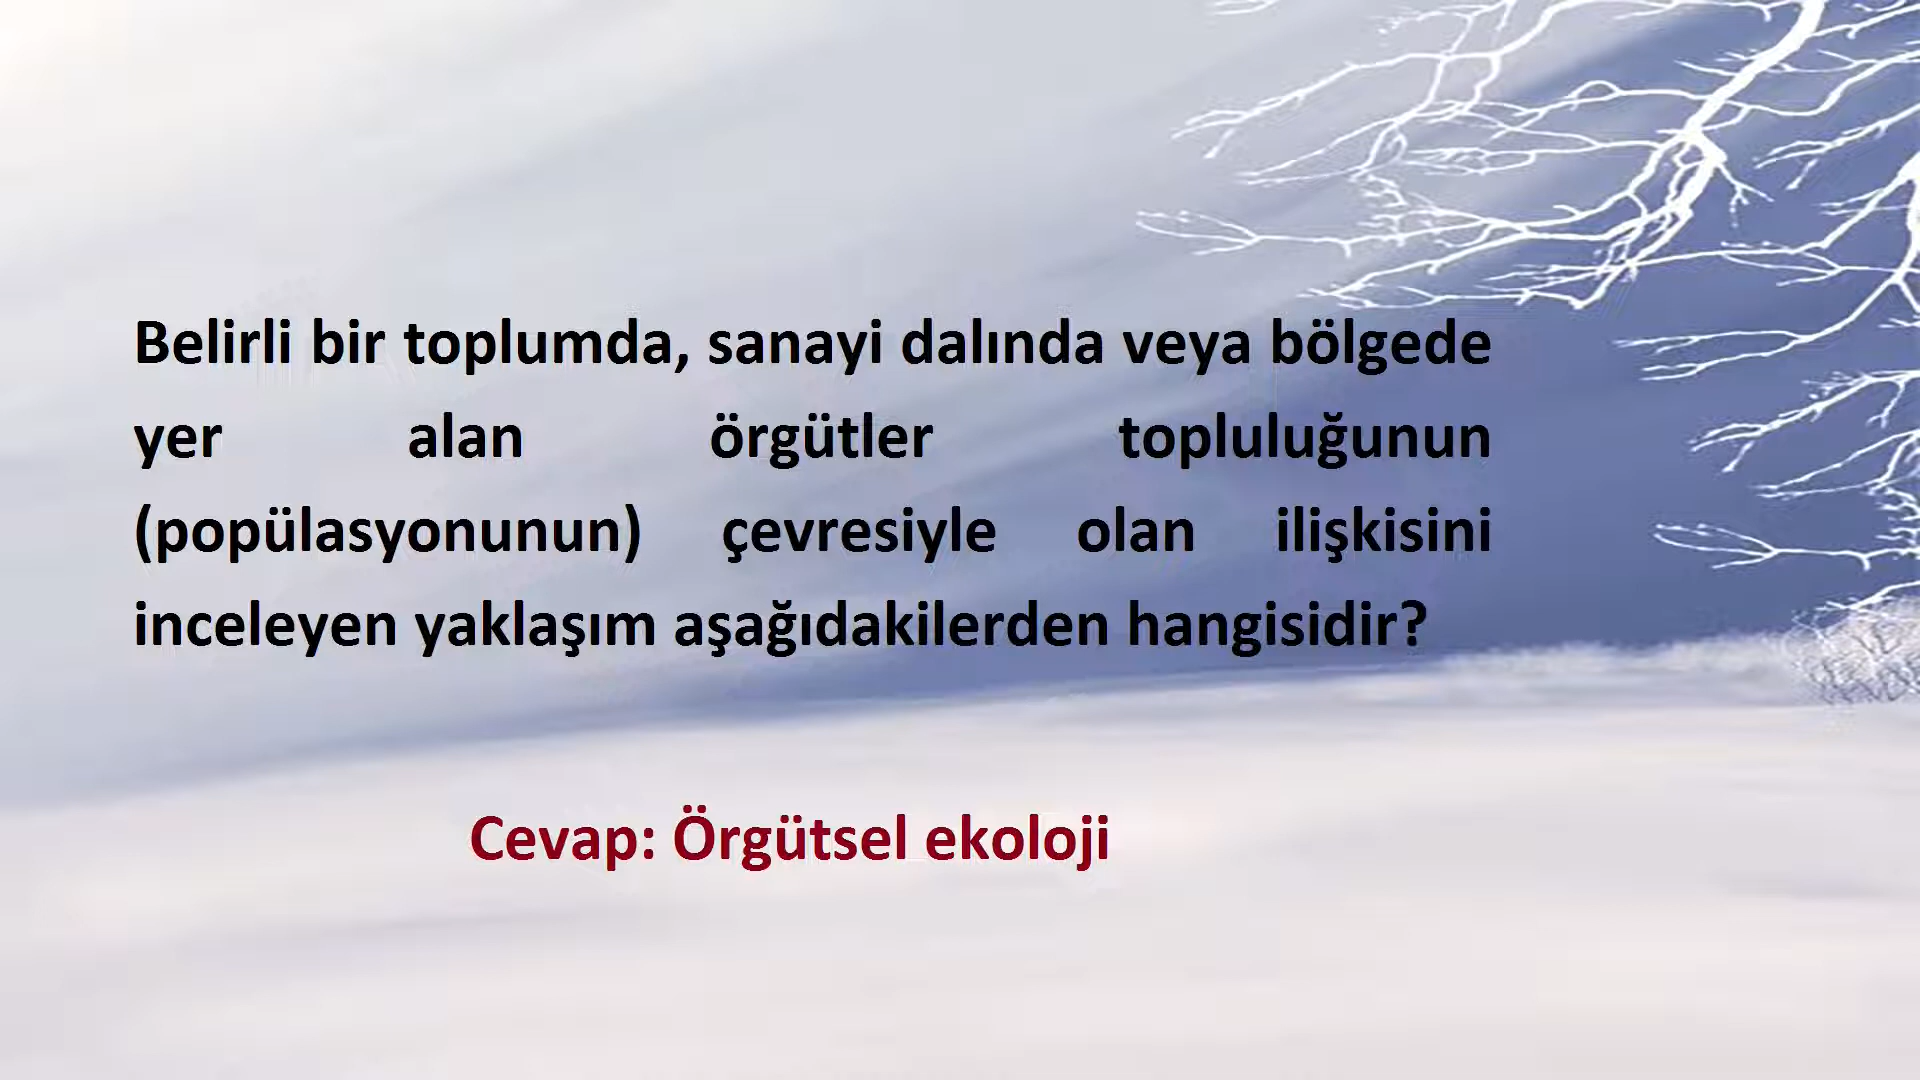 Belirli bir toplumda, sanayi dalında veya bölgede
yer alan örgütler topluluğunun
(popülasyonunun) çevresiyle olan ilişkisini
inceleyen yaklaşım aşağıdakilerden hangisidir?
Cevap: Örgütsel ekoloji